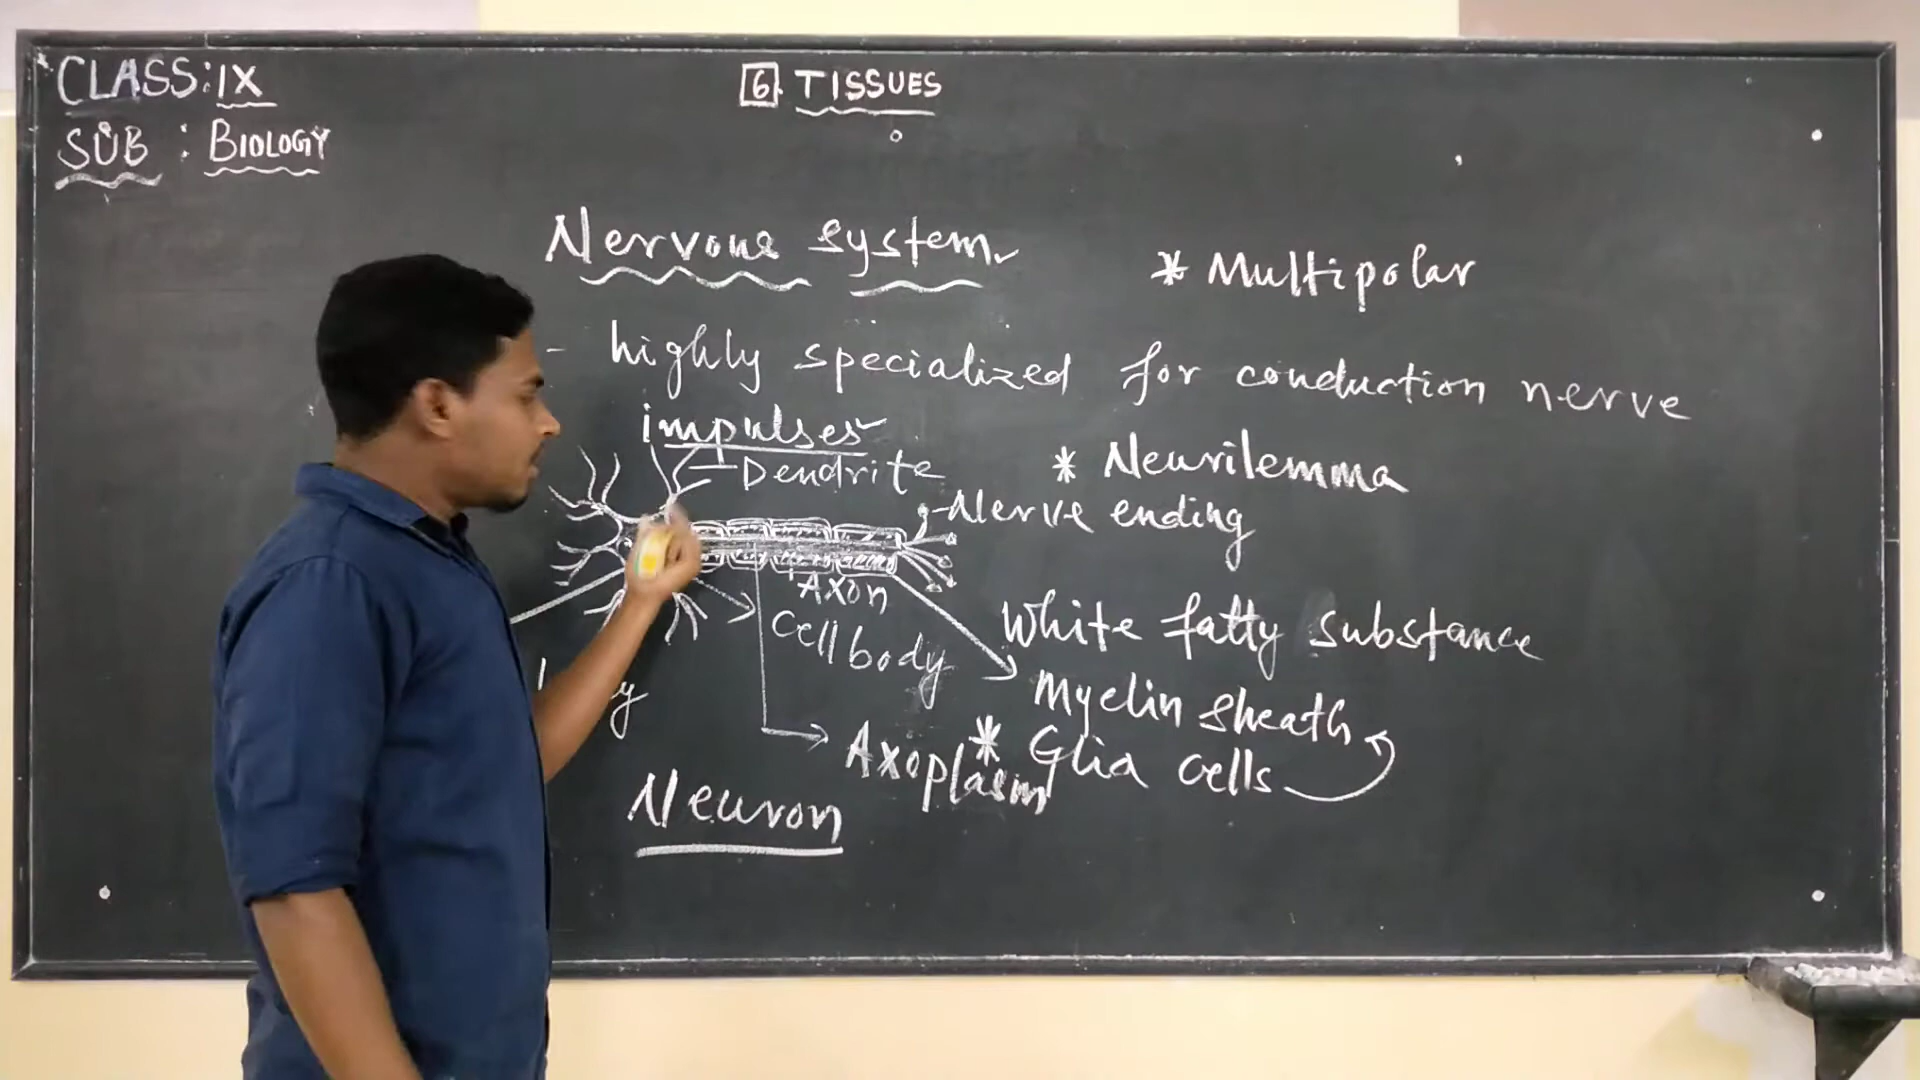 CLASS: IX
6. TISSUES
SUB : BIOLOGY
Nervous system
* Multipolar
- highly specialized for conduction nerve
impulses
Dendrite
* Neurilemma
Nerve ending
Axon
Cell body
White fatty substance
Myelin sheath
Axoplasm
* Glia cells
Neuron